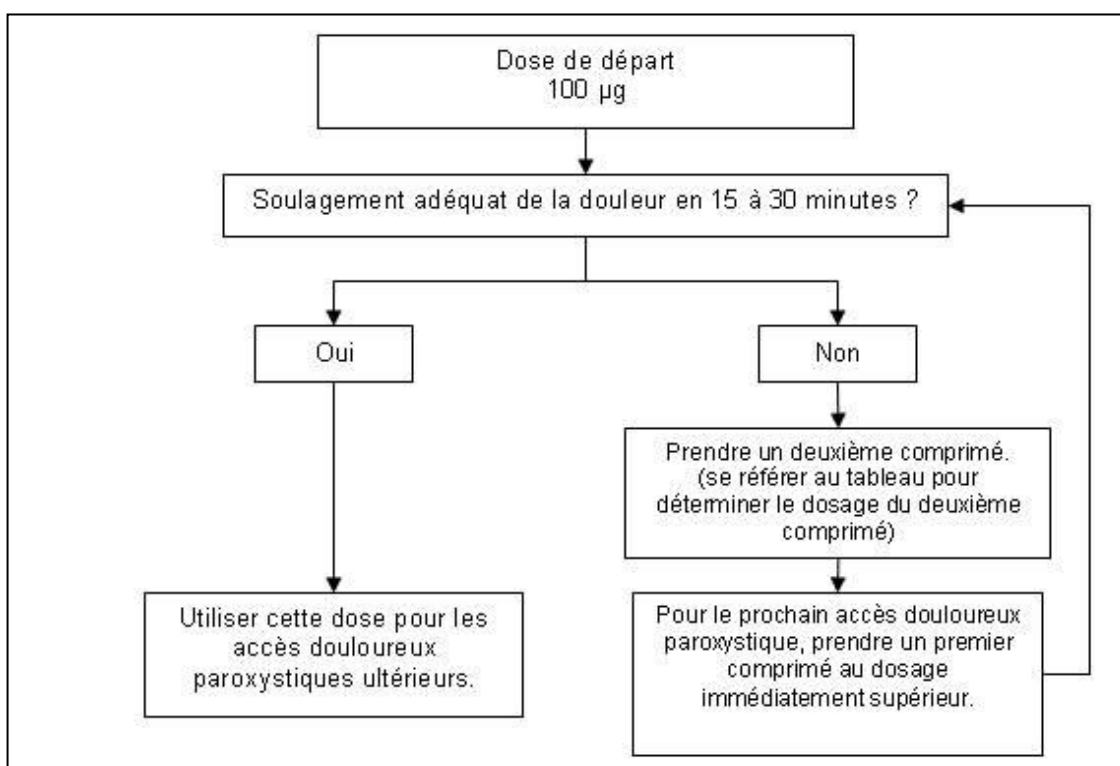 Dose de départ
100 µg
Soulagement adéquat de la douleur en 15 à 30 minutes ?
Oui
Non
Prendre un deuxième comprimé.
(se référer au tableau pour
déterminer le dosage du deuxième
comprimé)
Utiliser cette dose pour les
accès douloureux
paroxystiques ultérieurs.
Pour le prochain accès douloureux
paroxystique, prendre un premier
comprimé au dosage
immédiatement supérieur.